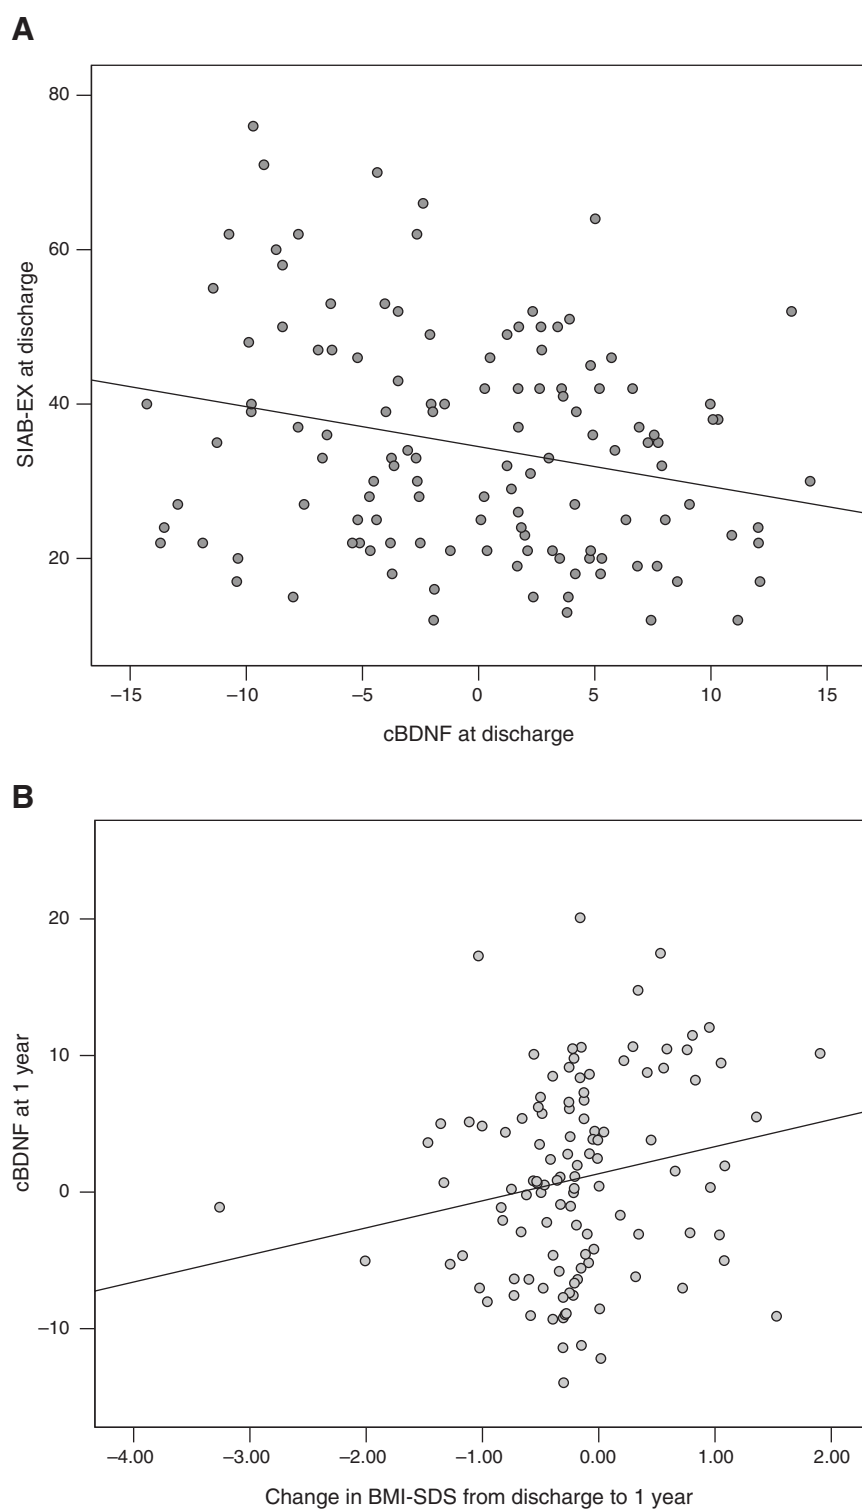 A
80
60
40
20
SIAB-EX at discharge
–15 –10 –5 0 5 10 15
cBDNF at discharge
B
20
10
0
–10
cBDNF at 1 year
–4.00 –3.00 –2.00 –1.00 0.00 1.00 2.00
Change in BMI-SDS from discharge to 1 year